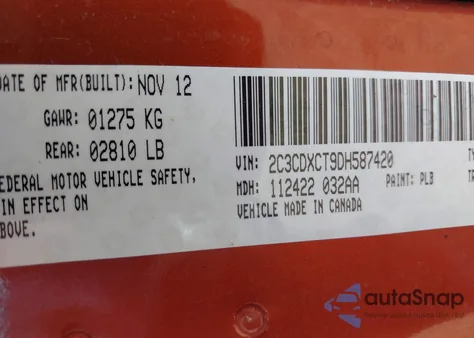 DATE OF MFR(BUILT): NOV 12
GAWR: 01275 KG
REAR: 02810 LB
EDERAL MOTOR VEHICLE SAFETY,
IN EFFECT ON
ABOVE.
VIN: 2C3CDXCT9DH587420
MDH: 112422 032AA PAINT: PLB
VEHICLE MADE IN CANADA
autoSnap